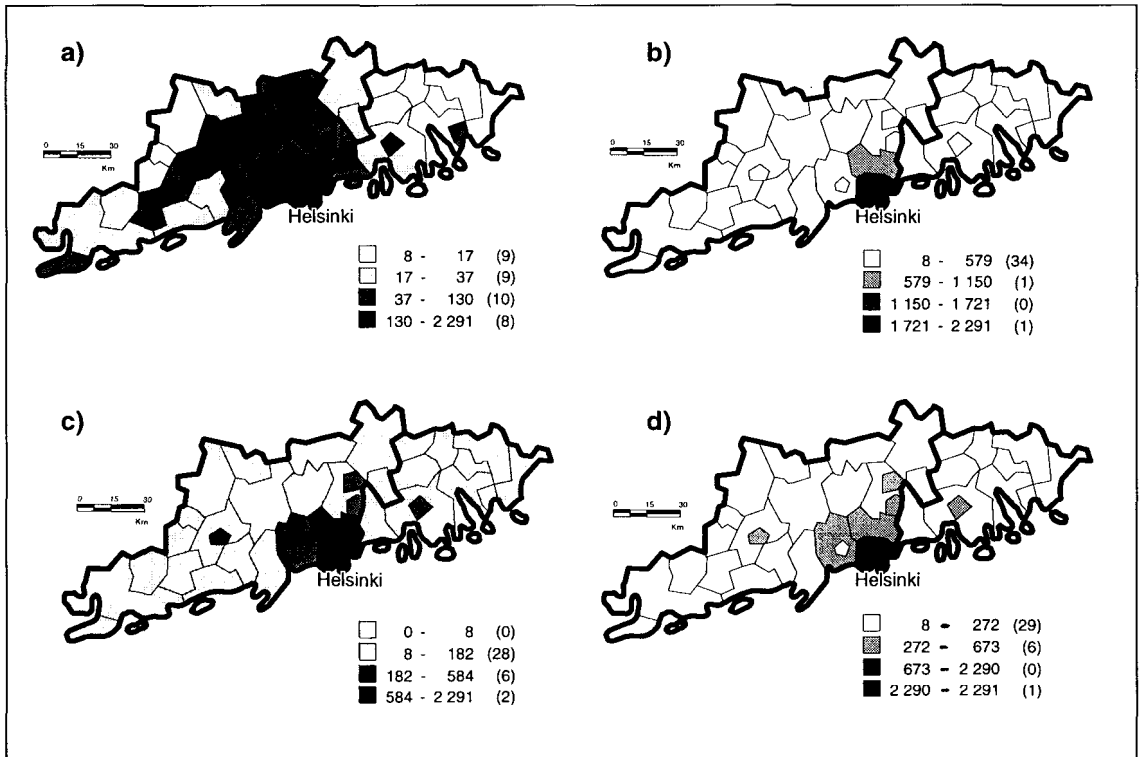 a)
0 15 30
Km
Helsinki
8 - 17 (9)
17 - 37 (9)
37 - 130 (10)
130 - 2 291 (8)
b)
0 15 30
Km
Helsinki
8 - 579 (34)
579 - 1 150 (1)
1 150 - 1 721 (0)
1 721 - 2 291 (1)
c)
0 15 30
Km
Helsinki
0 - 8 (0)
8 - 182 (28)
182 - 584 (6)
584 - 2 291 (2)
d)
0 15 30
Km
Helsinki
8 - 272 (29)
272 - 673 (6)
673 - 2 290 (0)
2 290 - 2 291 (1)